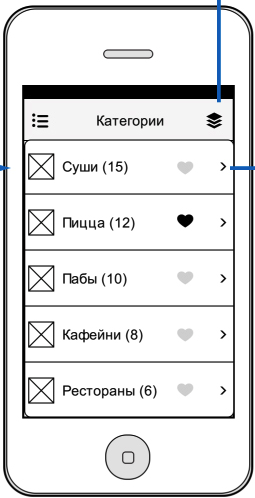 Категории
Суши (15)
Пицца (12)
Пабы (10)
Кафейни (8)
Рестораны (6)